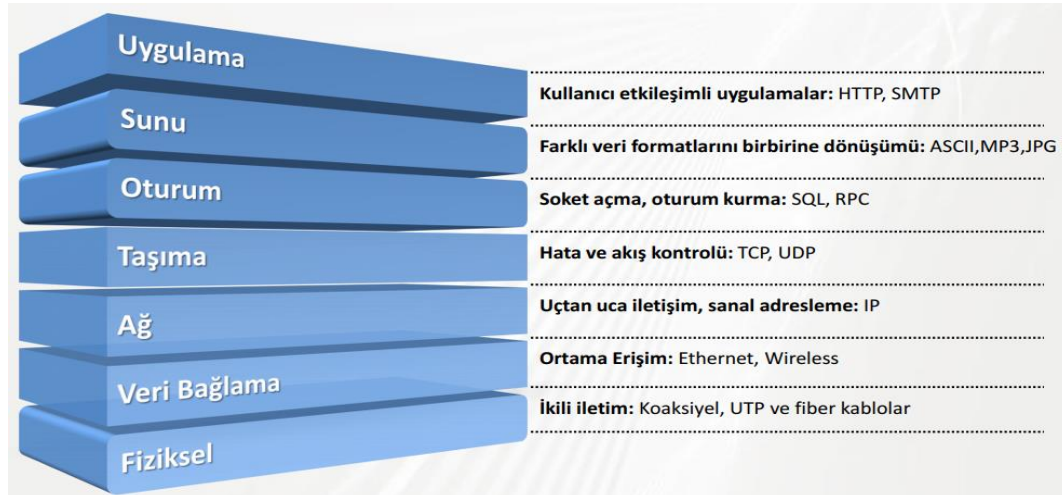 Uygulama
Kullanıcı etkileşimli uygulamalar: HTTP, SMTP
Sunu
Farklı veri formatlarını birbirine dönüşümü: ASCII,MP3,JPG
Oturum
Soket açma, oturum kurma: SQL, RPC
Taşıma
Hata ve akış kontrolü: TCP, UDP
Ağ
Uçtan uca iletişim, sanal adresleme: IP
Veri Bağlama
Ortama Erişim: Ethernet, Wireless
Fiziksel
İkili iletim: Koaksiyel, UTP ve fiber kablolar